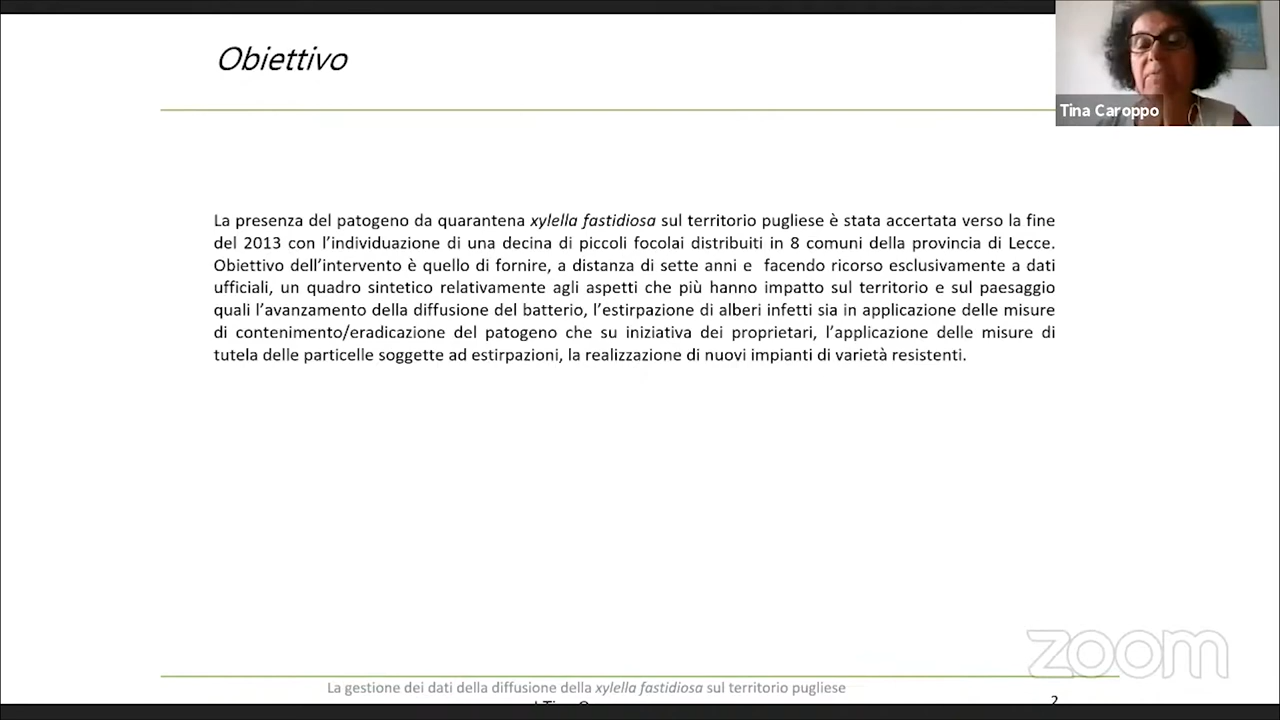 Obiettivo
Tina Caroppo
La presenza del patogeno da quarantena xylella fastidiosa sul territorio pugliese è stata accertata verso la fine
del 2013 con l’individuazione di una decina di piccoli focolai distribuiti in 8 comuni della provincia di Lecce.
Obiettivo dell’intervento è quello di fornire, a distanza di sette anni e  facendo ricorso esclusivamente a dati
ufficiali, un quadro sintetico relativamente agli aspetti che più hanno impatto sul territorio e sul paesaggio
quali l’avanzamento della diffusione del batterio, l’estirpazione di alberi infetti sia in applicazione delle misure
di contenimento/eradicazione del patogeno che su iniziativa dei proprietari, l’applicazione delle misure di
tutela delle particelle soggette ad estirpazioni, la realizzazione di nuovi impianti di varietà resistenti.
zoom
La gestione dei dati della diffusione della xylella fastidiosa sul territorio pugliese
2